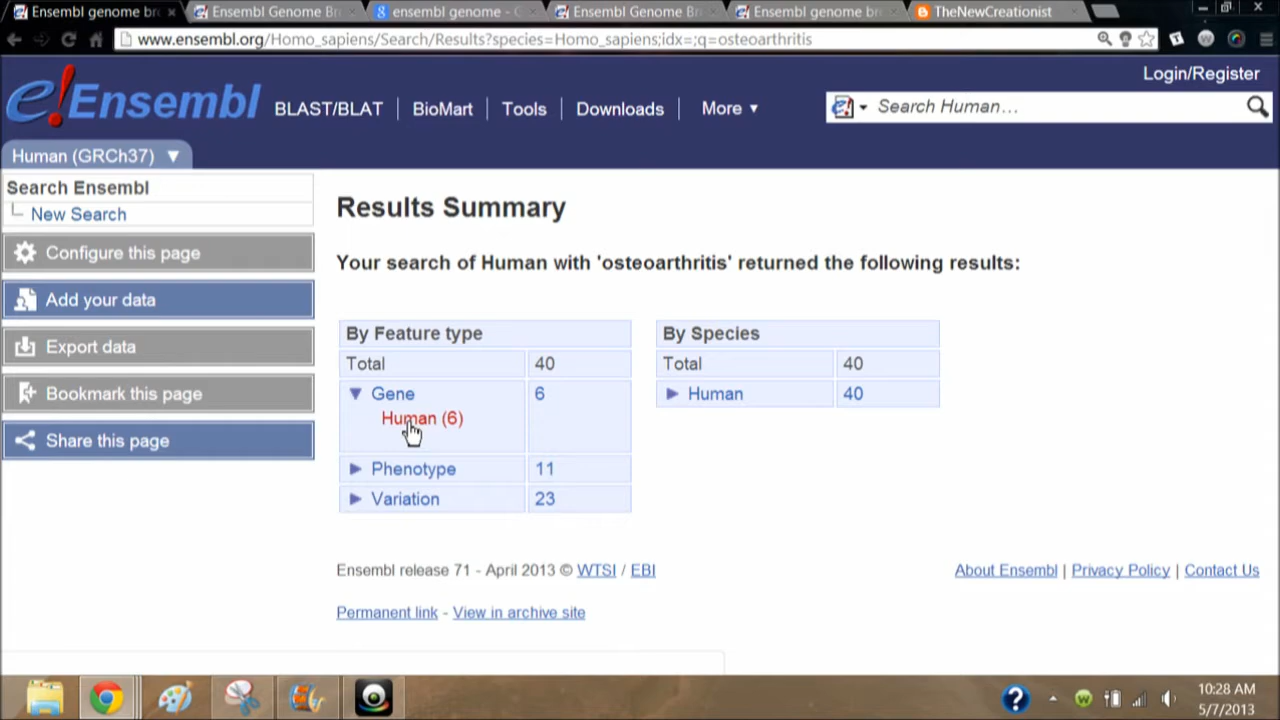 Ensembl genome br
Ensembl Genome Br
ensembl genome - G
Ensembl Genome Bro
Ensembl genome bro
TheNewCreationist
www.ensembl.org/Homo_sapiens/Search/Results?species=Homo_sapiens;idx=;q=osteoarthritis
Login/Register
e!Ensembl
BLAST/BLAT | BioMart | Tools | Downloads | More ▼
Search Human…
Human (GRCh37) ▼
Search Ensembl
New Search
Configure this page
Add your data
Export data
Bookmark this page
Share this page
Results Summary
Your search of Human with 'osteoarthritis' returned the following results:
By Feature type
Total 40
Gene 6
Human (6)
Phenotype 11
Variation 23
By Species
Total 40
Human 40
Ensembl release 71 - April 2013 © WTSI / EBI
About Ensembl | Privacy Policy | Contact Us
Permanent link - View in archive site
10:28 AM
5/7/2013